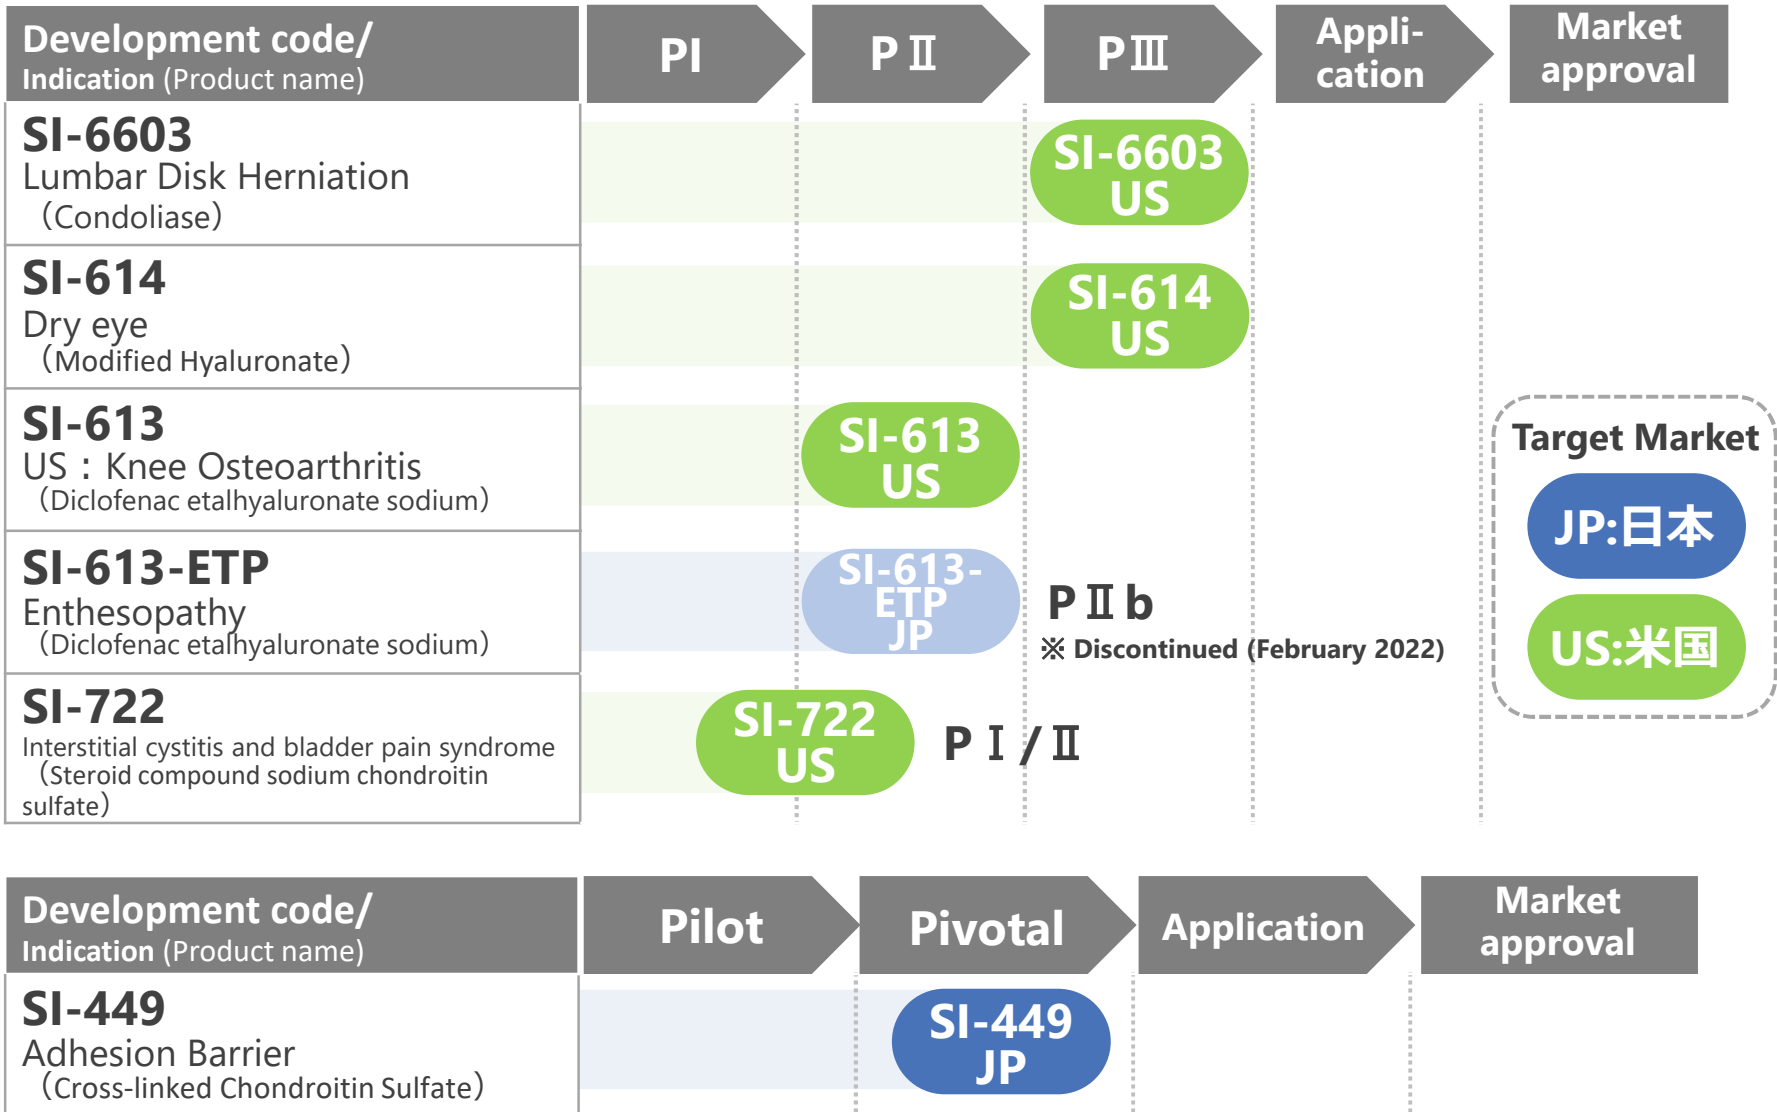 Development code/
Indication (Product name)
PI
PⅡ
PⅢ
Appli-
cation
Market
approval
SI-6603
Lumbar Disk Herniation
（Condoliase）
SI-6603
US
SI-614
Dry eye
（Modified Hyaluronate）
SI-614
US
SI-613
US：Knee Osteoarthritis
（Diclofenac etalhyaluronate sodium）
SI-613
US
SI-613-ETP
Enthesopathy
（Diclofenac etalhyaluronate sodium）
SI-613-
ETP
JP
PⅡb
※ Discontinued (February 2022)
SI-722
Interstitial cystitis and bladder pain syndrome
（Steroid compound sodium chondroitin
sulfate）
SI-722
US
PⅠ/Ⅱ
Target Market
JP:日本
US:米国
Development code/
Indication (Product name)
Pilot
Pivotal
Application
Market
approval
SI-449
Adhesion Barrier
（Cross-linked Chondroitin Sulfate）
SI-449
JP